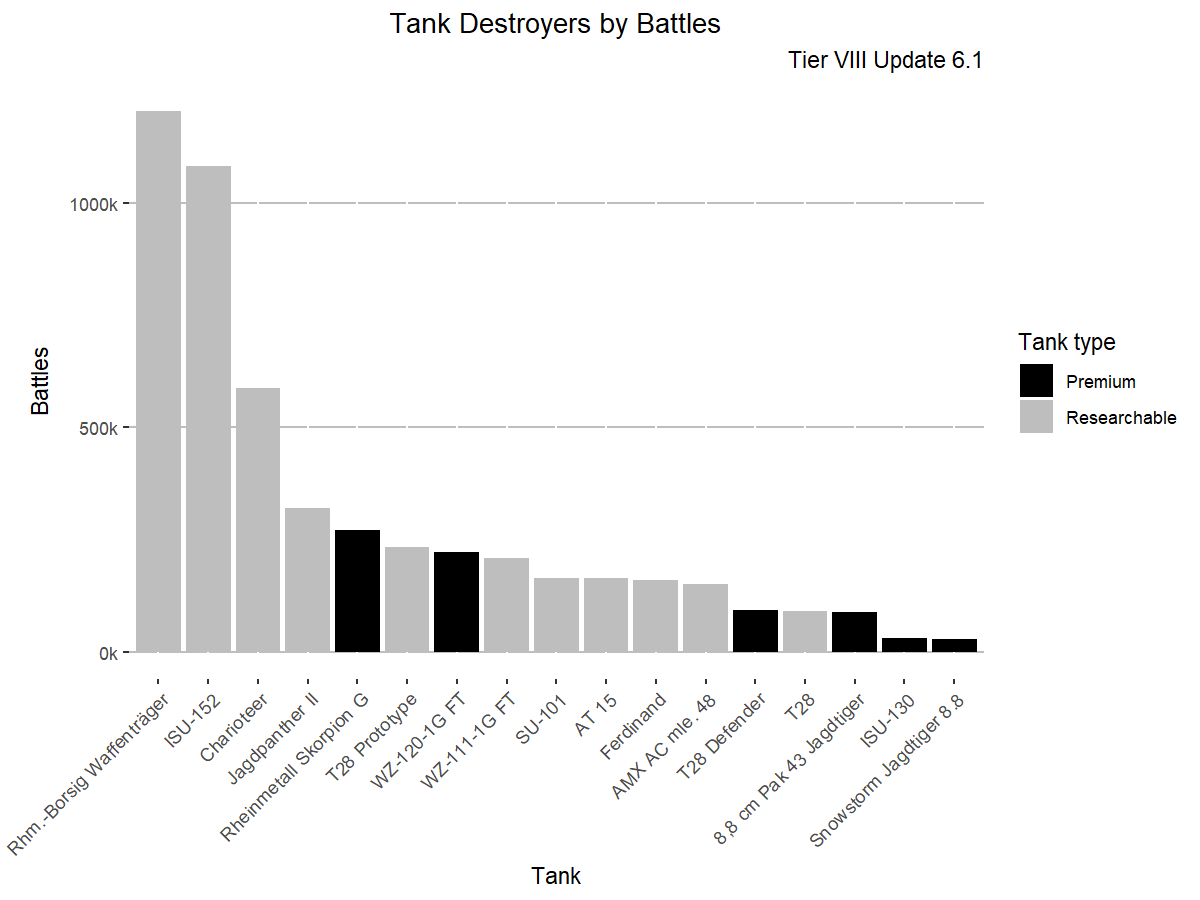 Tank Destroyers by Battles
Tier VIII Update 6.1
Battles
1000k
500k
0k
Rhm.-Borsig Waffenträger
ISU-152
Charioteer
Jagdpanther II
Rheinmetall Skorpion G
T28 Prototype
WZ-120-1G FT
WZ-111-1G FT
SU-101
AT 15
Ferdinand
AMX AC mle. 48
T28 Defender
T28
8,8 cm Pak 43 Jagdtiger
ISU-130
Snowstorm Jagdtiger 8.8
Tank
Tank type
Premium
Researchable